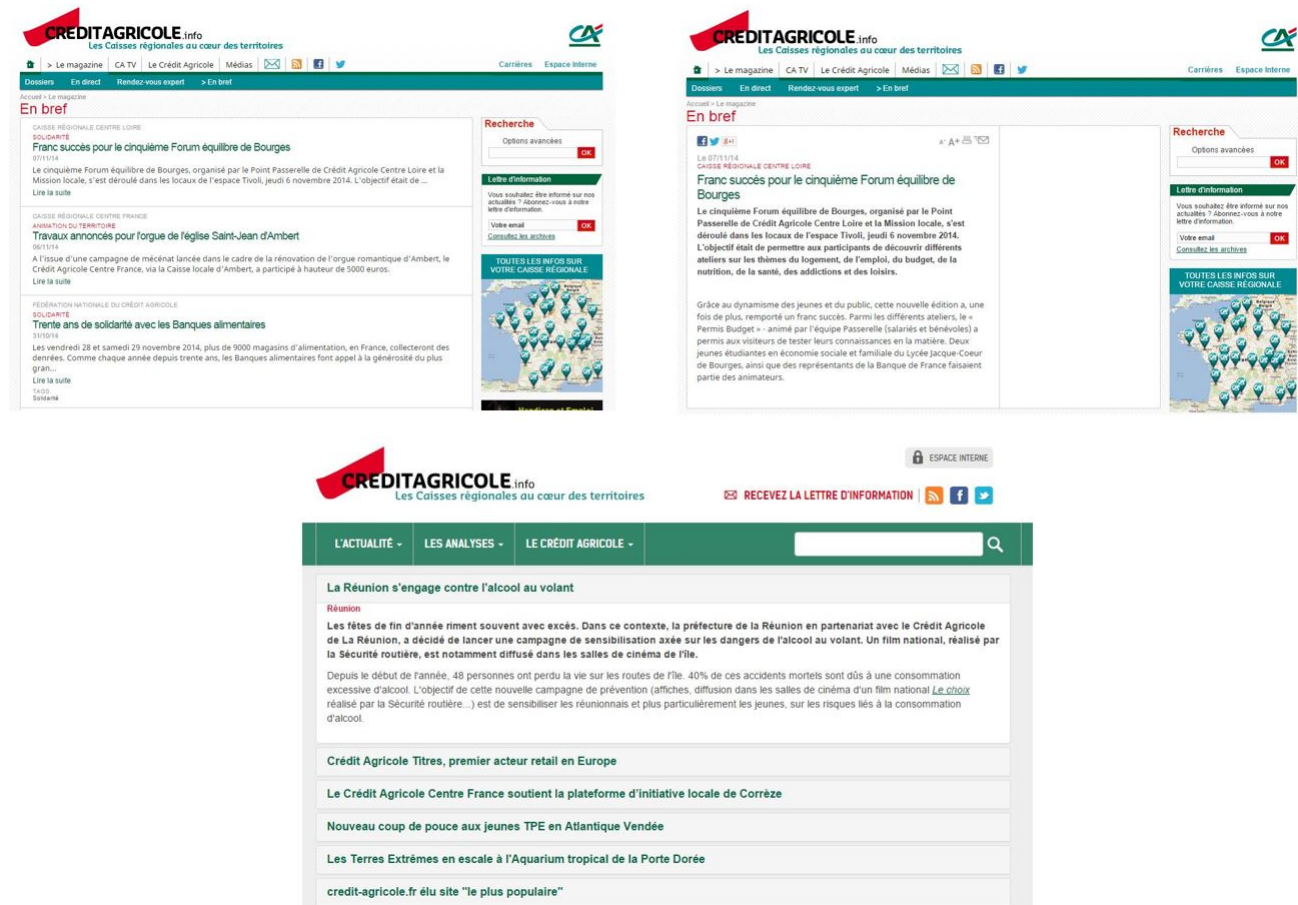 CREDITAGRICOLE.info
Les Caisses régionales au cœur des territoires
> Le magazine CA TV Le Crédit Agricole Médias
Carrières Espace Interne
Dossiers En direct Rendez-vous expert > En bref
Accueil > Le magazine
En bref
CAISSE RÉGIONALE CENTRE LOIRE
SOLIDARITÉ
Franc succès pour le cinquième Forum équilibre de Bourges
07/11/14
Le cinquième Forum équilibre de Bourges, organisé par le Point Passerelle de Crédit Agricole Centre Loire et la
Mission locale, s'est déroulé dans les locaux de l'espace Tivoli, jeudi 6 novembre 2014. L'objectif était de ...
Lire la suite
CAISSE RÉGIONALE CENTRE FRANCE
ANIMATION DU TERRITOIRE
Travaux annoncés pour l'orgue de l'église Saint-Jean d'Ambert
06/11/14
A l'issue d'une campagne de mécénat lancée dans le cadre de la rénovation de l'orgue romantique d'Ambert, le
Crédit Agricole Centre France, via la Caisse locale d'Ambert, a participé à hauteur de 5000 euros.
Lire la suite
FÉDÉRATION NATIONALE DU CRÉDIT AGRICOLE
SOLIDARITÉ
Trente ans de solidarité avec les Banques alimentaires
31/10/14
Les vendredi 28 et samedi 29 novembre 2014, plus de 9000 magasins d'alimentation, en France, collecteront des
denrées. Comme chaque année depuis trente ans, les Banques alimentaires font appel à la générosité du plus
gran...
Lire la suite
TAGS
Solidarité
Recherche
Options avancées
OK
Lettre d'information
Vous souhaitez être informé sur nos
actualités ? Abonnez-vous à notre
lettre d'information.
Votre email OK
Consultez les archives
TOUTES LES INFOS SUR
VOTRE CAISSE RÉGIONALE
Handicap et Emploi
CREDITAGRICOLE.info
Les Caisses régionales au cœur des territoires
> Le magazine CA TV Le Crédit Agricole Médias
Carrières Espace Interne
Dossiers En direct Rendez-vous expert > En bref
Accueil > Le magazine
En bref
A- A+
Le 07/11/14
CAISSE RÉGIONALE CENTRE LOIRE
Franc succès pour le cinquième Forum équilibre de
Bourges
Le cinquième Forum équilibre de Bourges, organisé par le Point
Passerelle de Crédit Agricole Centre Loire et la Mission locale, s'est
déroulé dans les locaux de l'espace Tivoli, jeudi 6 novembre 2014.
L'objectif était de permettre aux participants de découvrir différents
ateliers sur les thèmes du logement, de l'emploi, du budget, de la
nutrition, de la santé, des addictions et des loisirs.
Grâce au dynamisme des jeunes et du public, cette nouvelle édition a, une
fois de plus, remporté un franc succès. Parmi les différents ateliers, le «
Permis Budget » - animé par l'équipe Passerelle (salariés et bénévoles) a
permis aux visiteurs de tester leurs connaissances en la matière. Deux
jeunes étudiantes en économie sociale et familiale du Lycée Jacque-Coeur
de Bourges, ainsi que des représentants de la Banque de France faisaient
partie des animateurs.
Recherche
Options avancées
OK
Lettre d'information
Vous souhaitez être informé sur nos
actualités ? Abonnez-vous à notre
lettre d'information.
Votre email OK
Consultez les archives
TOUTES LES INFOS SUR
VOTRE CAISSE RÉGIONALE
ESPACE INTERNE
CREDITAGRICOLE.info
Les Caisses régionales au cœur des territoires
RECEVEZ LA LETTRE D'INFORMATION
L'ACTUALITÉ LES ANALYSES LE CRÉDIT AGRICOLE
La Réunion s'engage contre l'alcool au volant
Réunion
Les fêtes de fin d'année riment souvent avec excès. Dans ce contexte, la préfecture de la Réunion en partenariat avec le Crédit Agricole
de La Réunion, a décidé de lancer une campagne de sensibilisation axée sur les dangers de l'alcool au volant. Un film national, réalisé par
la Sécurité routière, est notamment diffusé dans les salles de cinéma de l'île.
Depuis le début de l'année, 48 personnes ont perdu la vie sur les routes de l'île. 40% de ces accidents mortels sont dûs à une consommation
excessive d'alcool. L'objectif de cette nouvelle campagne de prévention (affiches, diffusion dans les salles de cinéma d'un film national Le choix
réalisé par la Sécurité routière...) est de sensibiliser les réunionnais et plus particulièrement les jeunes, sur les risques liés à la consommation
d'alcool.
Crédit Agricole Titres, premier acteur retail en Europe
Le Crédit Agricole Centre France soutient la plateforme d'initiative locale de Corrèze
Nouveau coup de pouce aux jeunes TPE en Atlantique Vendée
Les Terres Extrêmes en escale à l'Aquarium tropical de la Porte Dorée
credit-agricole.fr élu site "le plus populaire"